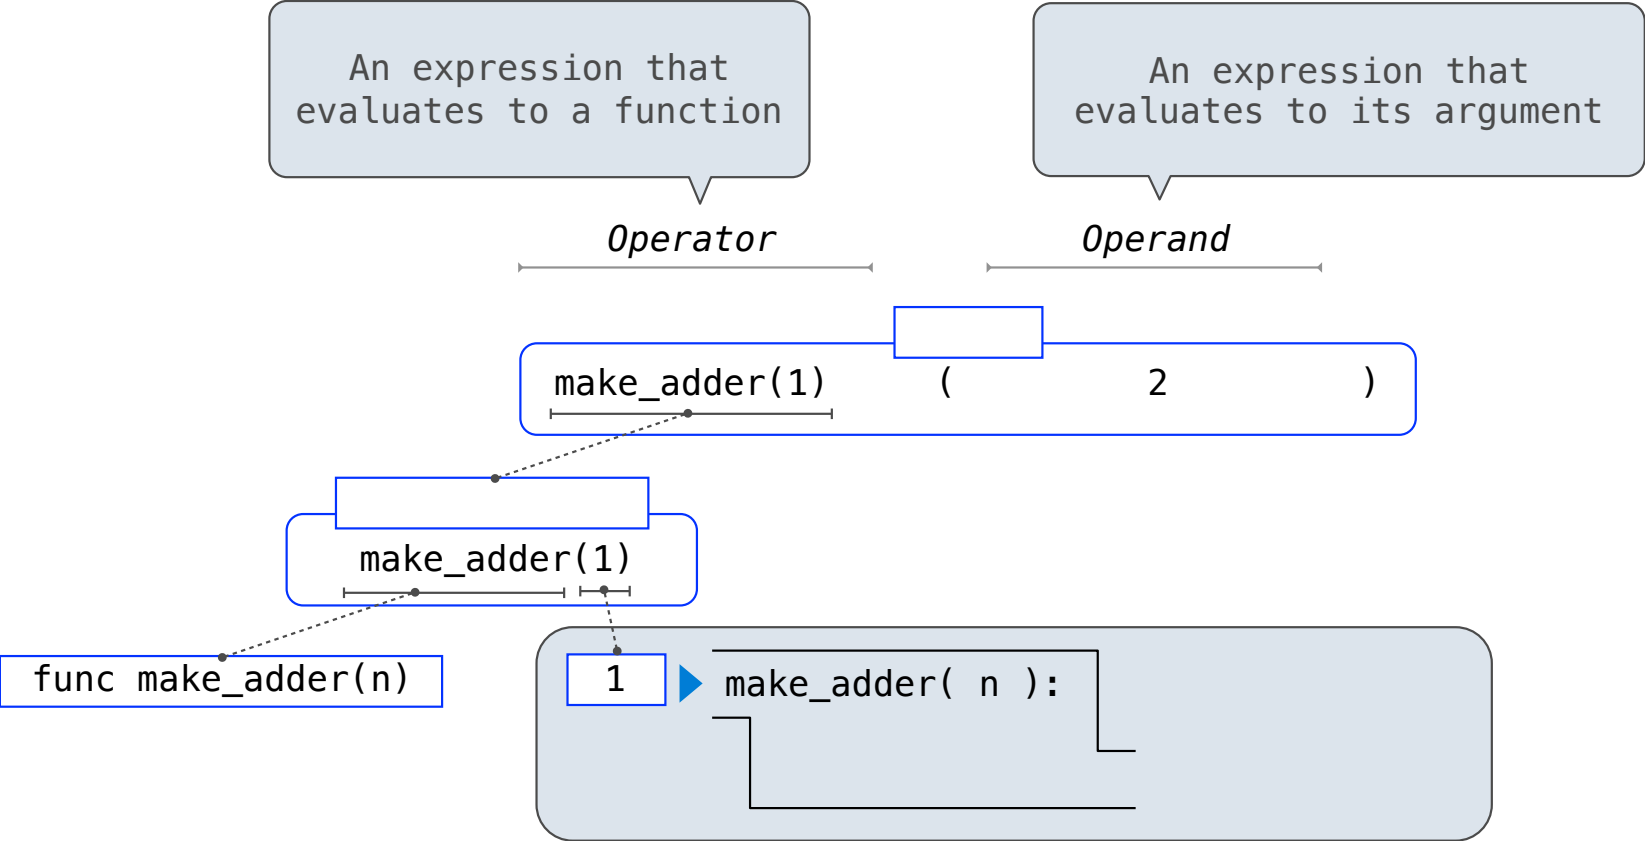 An expression that
evaluates to a function
An expression that
evaluates to its argument
Operator
Operand
make_adder(1) ( 2 )
make_adder(1)
func make_adder(n)
1
make_adder( n ):